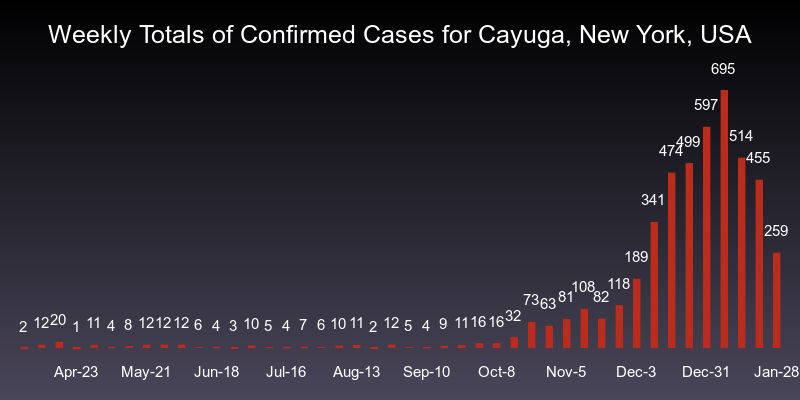 Weekly Totals of Confirmed Cases for Cayuga, New York, USA
2 12 20 1 11 4 8 12 12 12 6 4 3 10 5 4 7 6 10 11 2 12 5 4 9 11 16 16 32 73 63 81 108 82 118 189 341 474 499 597 695 514 455 259
Apr-23 May-21 Jun-18 Jul-16 Aug-13 Sep-10 Oct-8 Nov-5 Dec-3 Dec-31 Jan-28